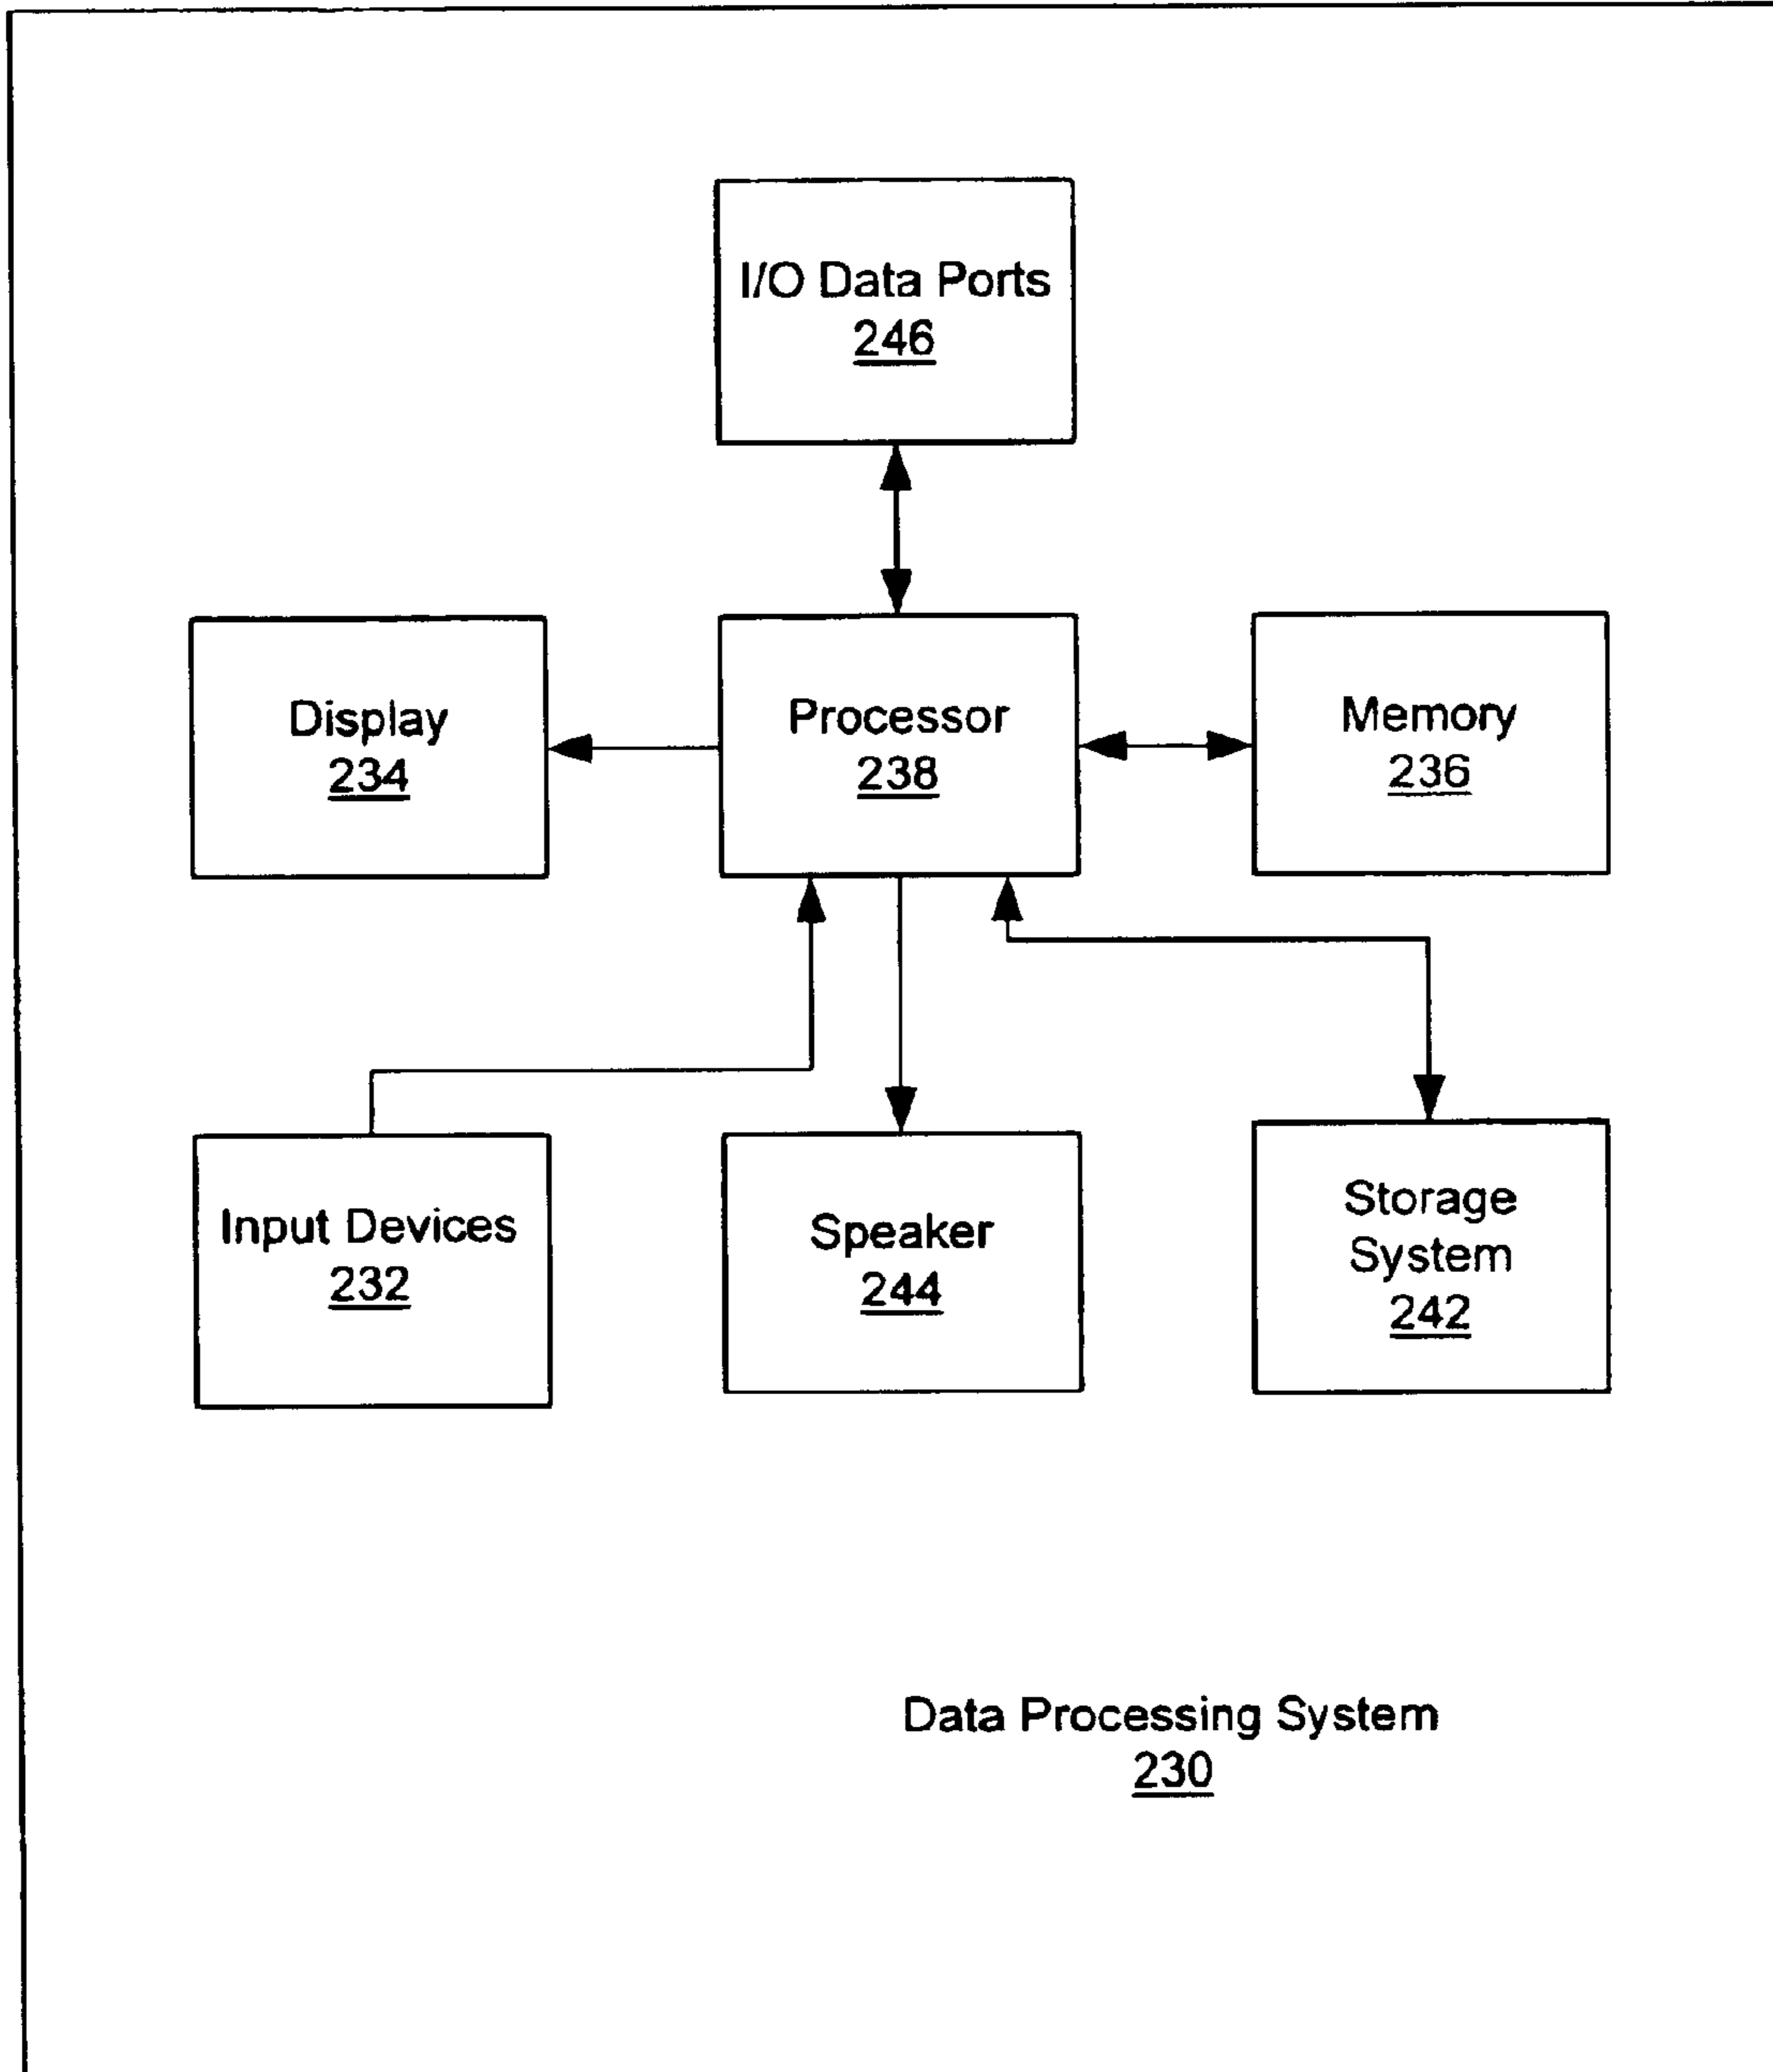 I/O Data Ports
246
Display
234
Processor
238
Memory
236
Input Devices
232
Speaker
244
Storage
System
242
Data Processing System
230